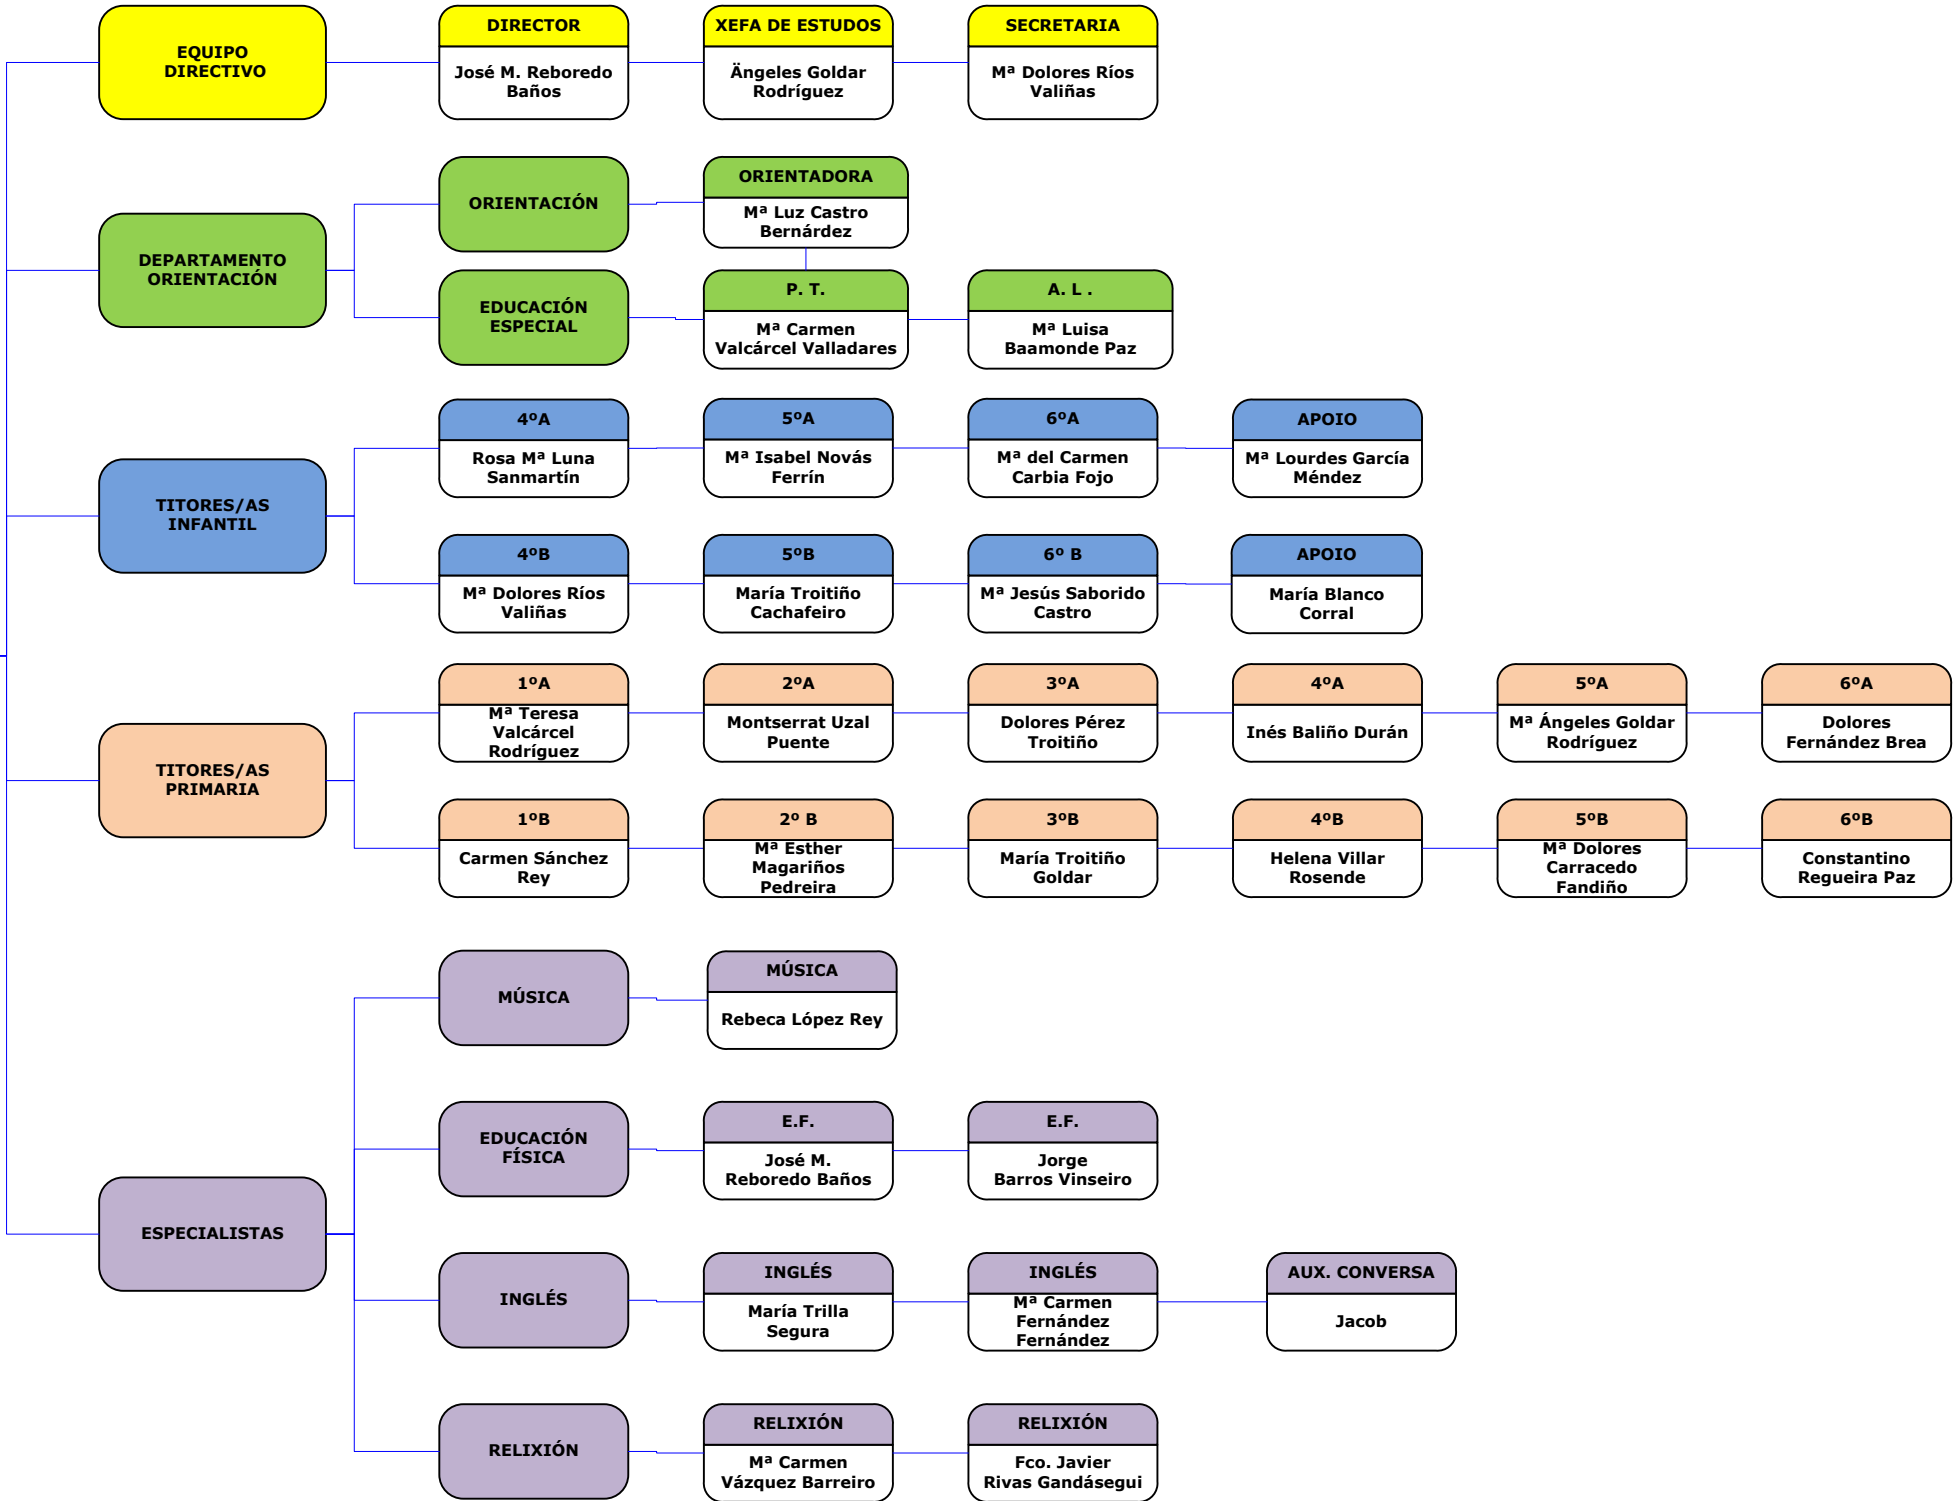 EQUIPO
DIRECTIVO
DIRECTOR
José M. Reboredo
Baños
XEFA DE ESTUDOS
Ängeles Goldar
Rodríguez
SECRETARIA
Mª Dolores Ríos
Valiñas
DEPARTAMENTO
ORIENTACIÓN
ORIENTACIÓN
ORIENTADORA
Mª Luz Castro
Bernárdez
EDUCACIÓN
ESPECIAL
P. T.
Mª Carmen
Valcárcel Valladares
A. L .
Mª Luisa
Baamonde Paz
TITORES/AS
INFANTIL
4ºA
Rosa Mª Luna
Sanmartín
5ºA
Mª Isabel Novás
Ferrín
6ºA
Mª del Carmen
Carbia Fojo
APOIO
Mª Lourdes García
Méndez
4ºB
Mª Dolores Ríos
Valiñas
5ºB
María Troitiño
Cachafeiro
6º B
Mª Jesús Saborido
Castro
APOIO
María Blanco
Corral
TITORES/AS
PRIMARIA
1ºA
Mª Teresa
Valcárcel
Rodríguez
2ºA
Montserrat Uzal
Puente
3ºA
Dolores Pérez
Troitiño
4ºA
Inés Baliño Durán
5ºA
Mª Ángeles Goldar
Rodríguez
6ºA
Dolores
Fernández Brea
1ºB
Carmen Sánchez
Rey
2º B
Mª Esther
Magariños
Pedreira
3ºB
María Troitiño
Goldar
4ºB
Helena Villar
Rosende
5ºB
Mª Dolores
Carracedo
Fandiño
6ºB
Constantino
Regueira Paz
ESPECIALISTAS
MÚSICA
MÚSICA
Rebeca López Rey
EDUCACIÓN
FÍSICA
E.F.
José M.
Reboredo Baños
E.F.
Jorge
Barros Vinseiro
INGLÉS
INGLÉS
María Trilla
Segura
INGLÉS
Mª Carmen
Fernández
Fernández
AUX. CONVERSA
Jacob
RELIXIÓN
RELIXIÓN
Mª Carmen
Vázquez Barreiro
RELIXIÓN
Fco. Javier
Rivas Gandásegui